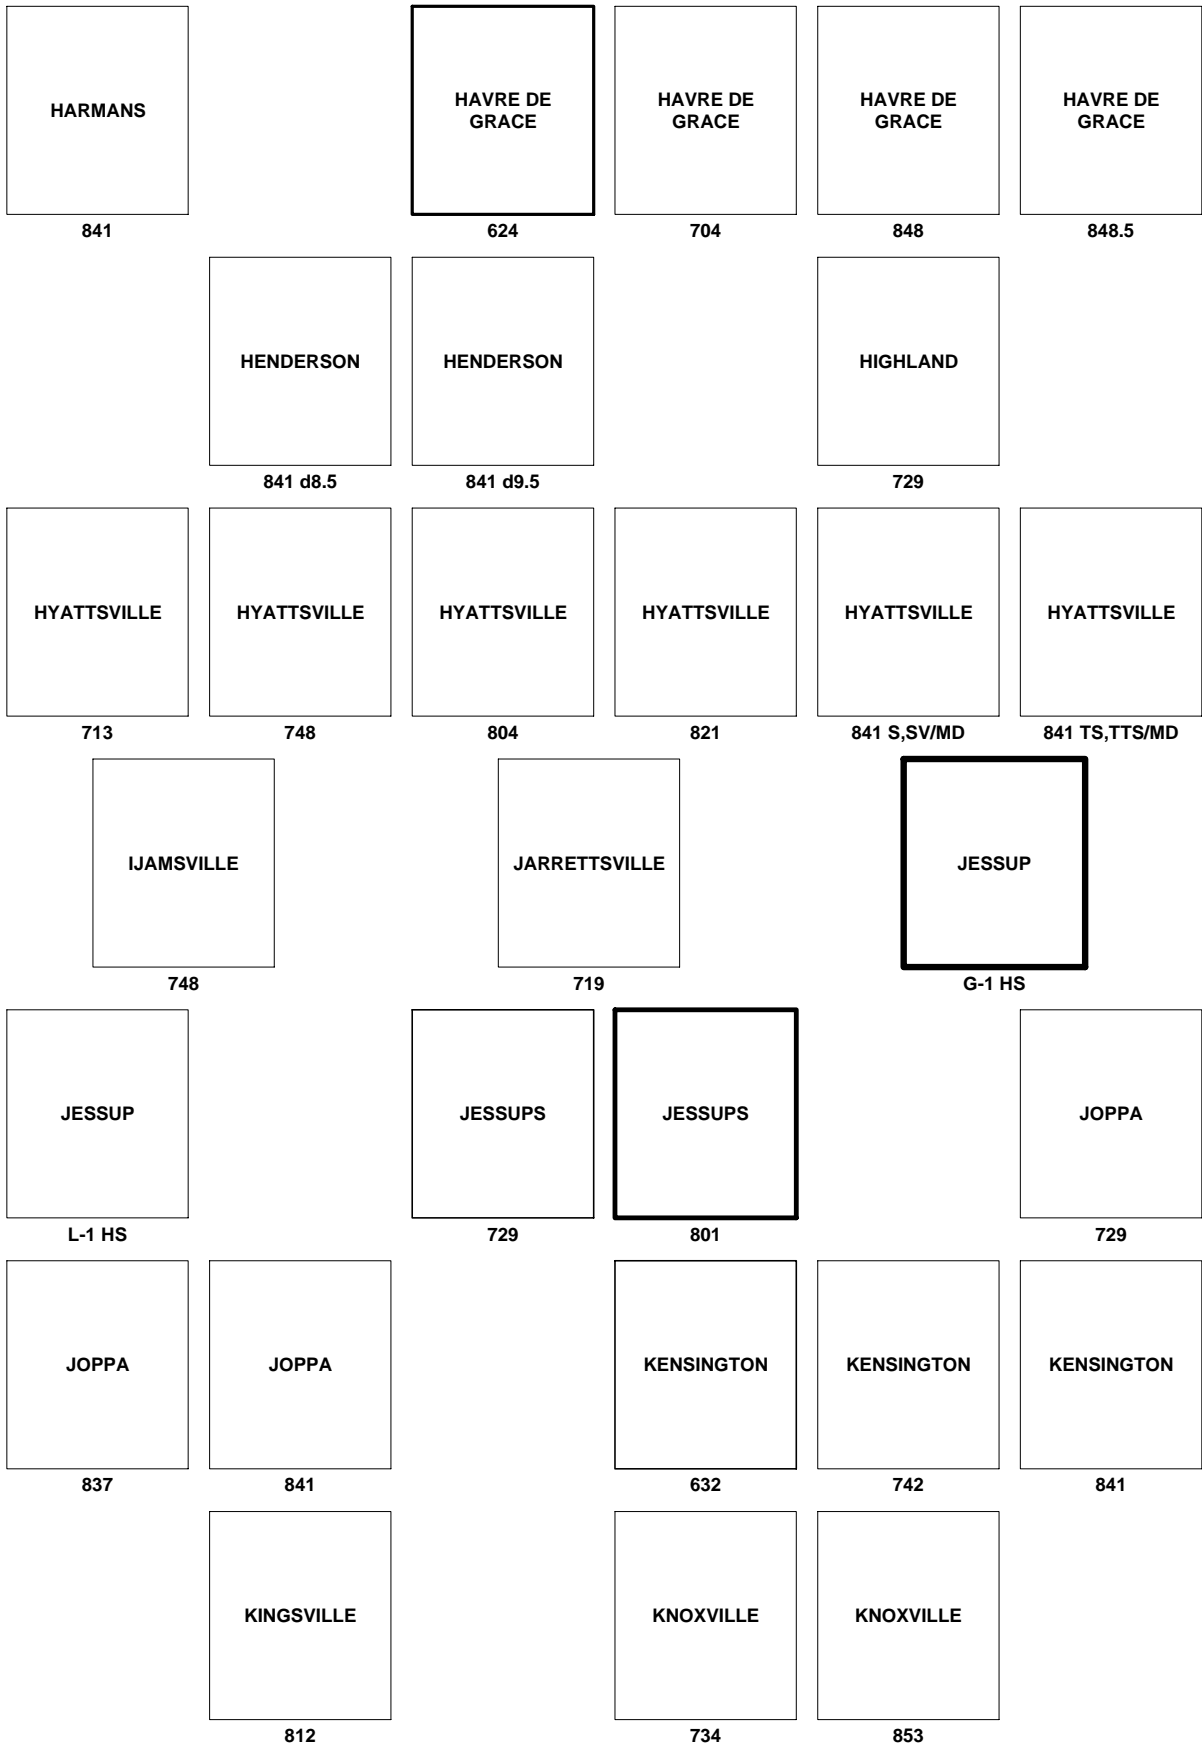 HARMANS
HAVRE DE
GRACE
HAVRE DE
GRACE
HAVRE DE
GRACE
HAVRE DE
GRACE
841
624
704
848
848.5
HENDERSON
HENDERSON
HIGHLAND
841 d8.5
841 d9.5
729
HYATTSVILLE
HYATTSVILLE
HYATTSVILLE
HYATTSVILLE
HYATTSVILLE
HYATTSVILLE
713
748
804
821
841 S,SV/MD
841 TS,TTS/MD
IJAMSVILLE
JARRETTSVILLE
JESSUP
748
719
G-1 HS
JESSUP
JESSUPS
JESSUPS
JOPPA
L-1 HS
729
801
729
JOPPA
JOPPA
KENSINGTON
KENSINGTON
KENSINGTON
837
841
632
742
841
KINGSVILLE
KNOXVILLE
KNOXVILLE
812
734
853